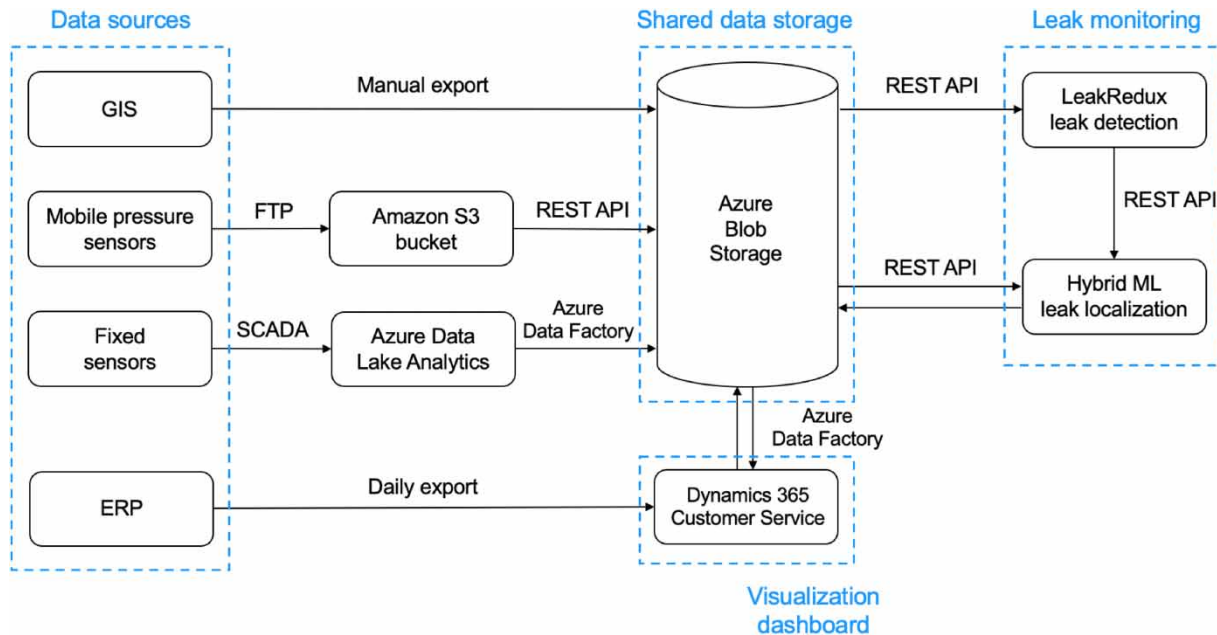 Data sources
Shared data storage
Leak monitoring
GIS
Manual export
REST API
LeakRedux
leak detection
Mobile pressure
sensors
FTP
Amazon S3
bucket
REST API
Azure
Blob
Storage
REST API
REST API
Hybrid ML
leak localization
Fixed
sensors
SCADA
Azure Data
Lake Analytics
Azure
Data Factory
Azure
Data Factory
ERP
Daily export
Dynamics 365
Customer Service
Visualization
dashboard